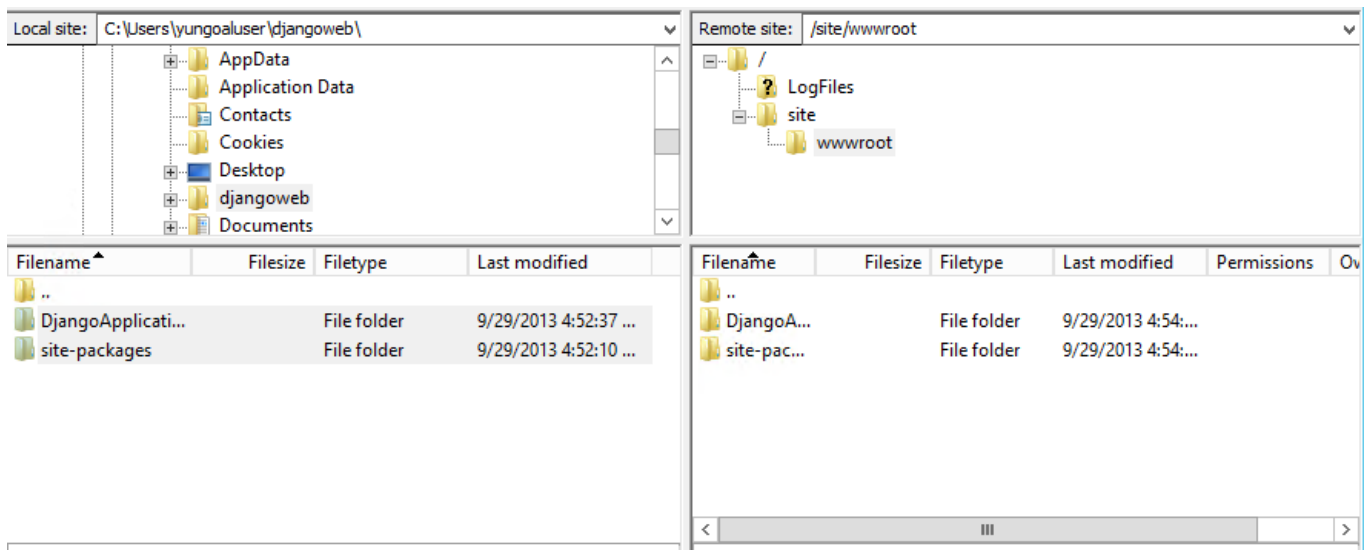 Local site: C:\Users\yungoaluser\djangoweb\
AppData
Application Data
Contacts
Cookies
Desktop
djangoweb
Documents
Filename Filesize Filetype Last modified
..
DjangoApplicati... File folder 9/29/2013 4:52:37 ...
site-packages File folder 9/29/2013 4:52:10 ...
Remote site: /site/wwwroot
/
? LogFiles
site
wwwroot
Filename Filesize Filetype Last modified Permissions Ov
..
DjangoA... File folder 9/29/2013 4:54:...
site-pac... File folder 9/29/2013 4:54:...